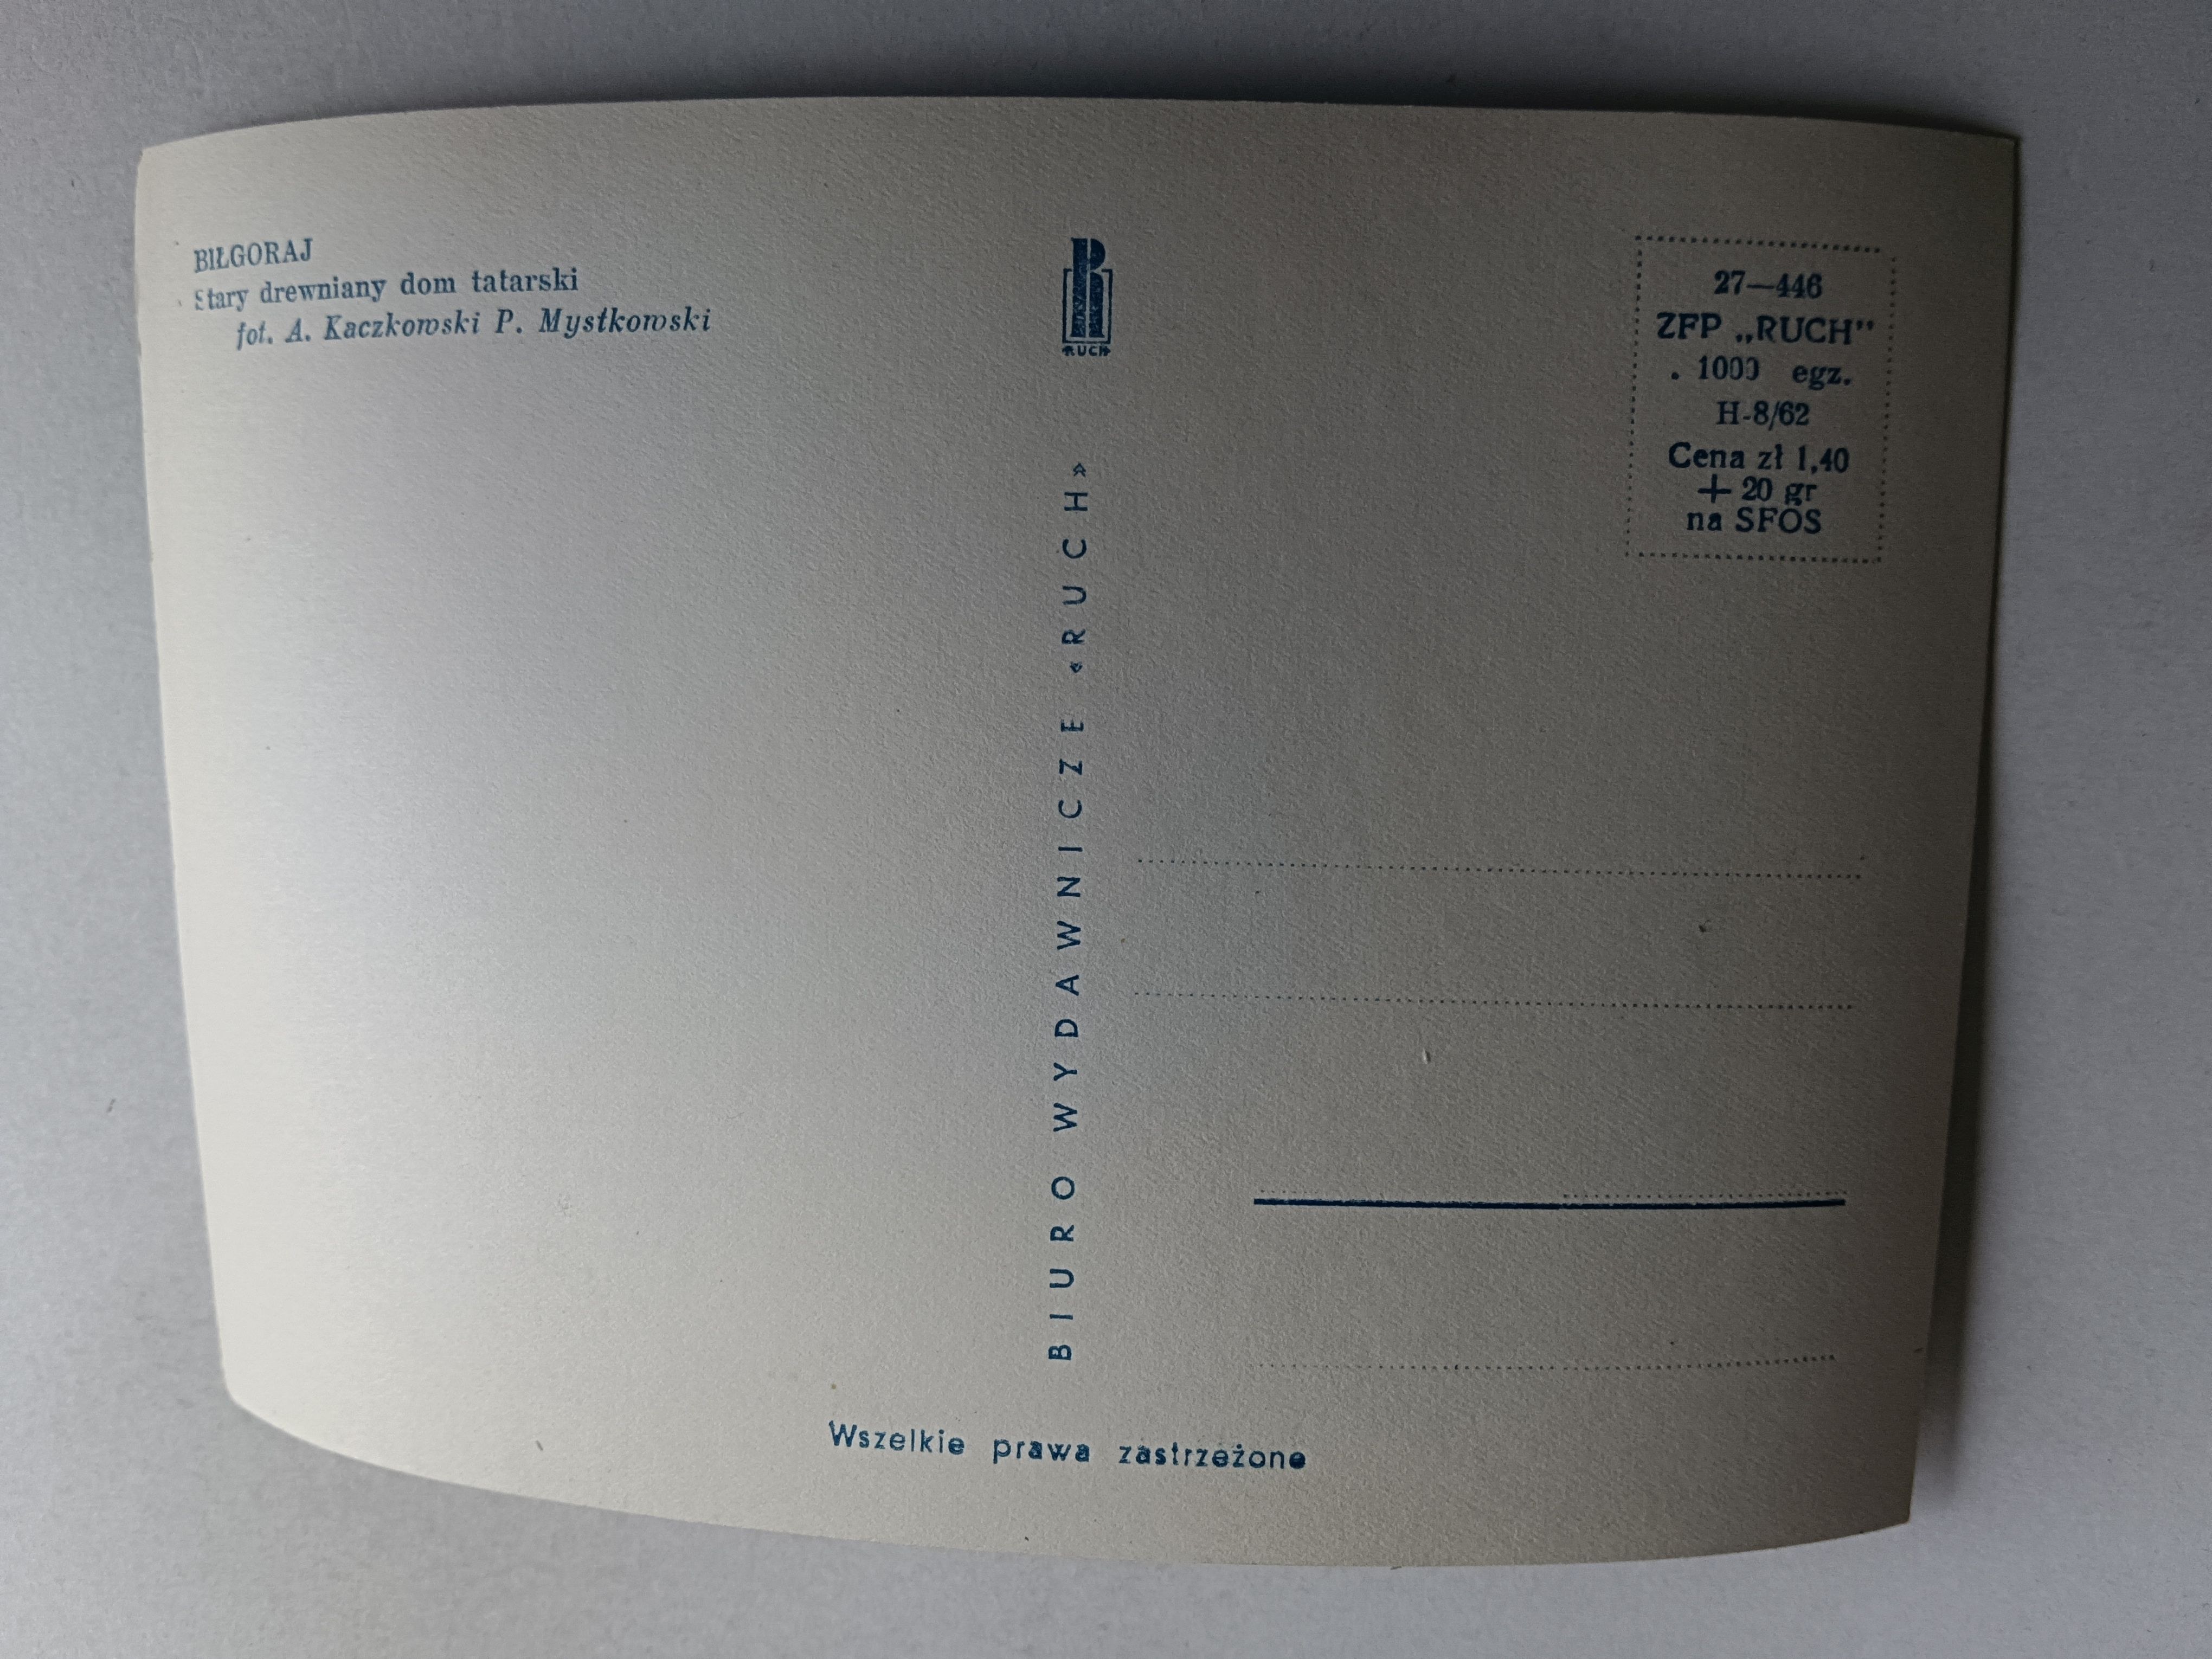 BIŁGORAJ
Stary drewniany dom tatarski
fot. A. Kaczkowski P. Mystkowski
R
RUCH
BIURO WYDAWNICZE «RUCH»
27—446
ZFP „RUCH”
. 1000 egz.
H-8/62
Cena zł 1,40
+ 20 gr
na SFOS
Wszelkie prawa zastrzeżone